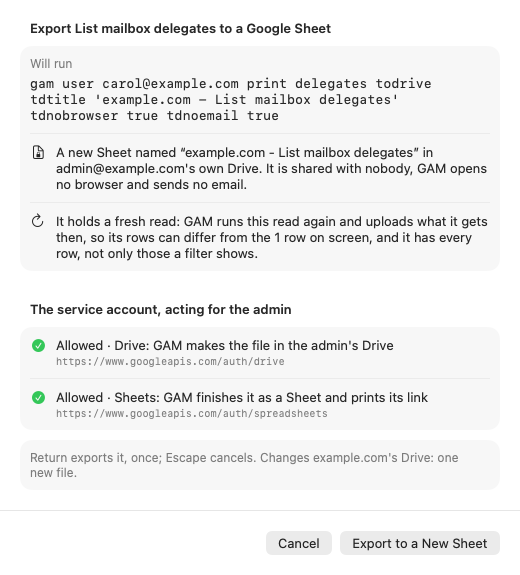 Export List mailbox delegates to a Google Sheet
Will run
gam user carol@example.com print delegates todrive
tdtitle 'example.com - List mailbox delegates'
tdnobrowser true tdnoemail true
A new Sheet named “example.com - List mailbox delegates” in
admin@example.com's own Drive. It is shared with nobody, GAM opens
no browser and sends no email.
It holds a fresh read: GAM runs this read again and uploads what it gets
then, so its rows can differ from the 1 row on screen, and it has every
row, not only those a filter shows.
The service account, acting for the admin
Allowed · Drive: GAM makes the file in the admin's Drive
https://www.googleapis.com/auth/drive
Allowed · Sheets: GAM finishes it as a Sheet and prints its link
https://www.googleapis.com/auth/spreadsheets
Return exports it, once; Escape cancels. Changes example.com's Drive: one
new file.
Cancel
Export to a New Sheet